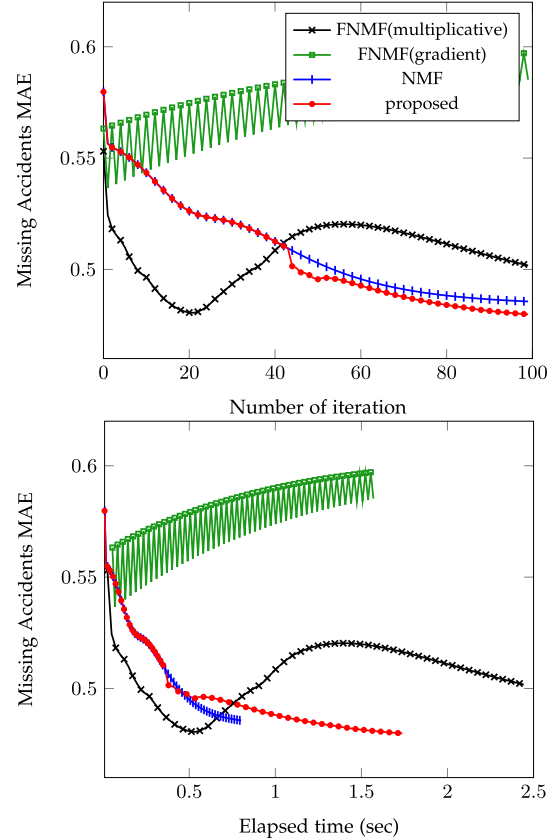 FNMF(multiplicative)
FNMF(gradient)
NMF
proposed
Missing Accidents MAE
0.6
0.55
0.5
0 20 40 60 80 100
Number of iteration
Missing Accidents MAE
0.6
0.55
0.5
0.5 1 1.5 2 2.5
Elapsed time (sec)